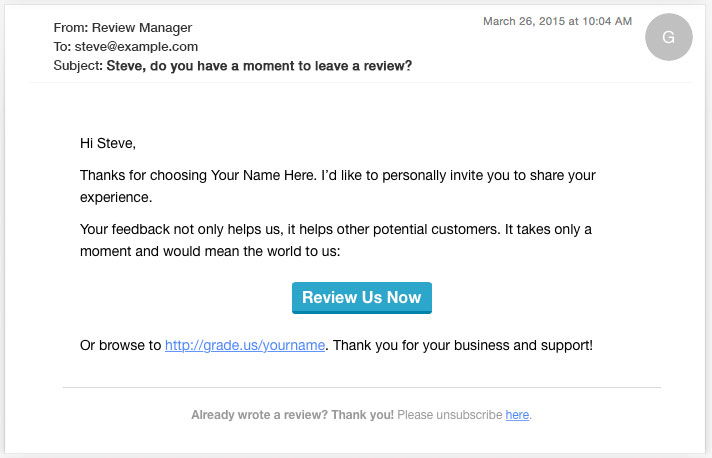 From: Review Manager
March 26, 2015 at 10:04 AM
G
To: steve@example.com
Subject: Steve, do you have a moment to leave a review?
Hi Steve,
Thanks for choosing Your Name Here. I’d like to personally invite you to share your
experience.
Your feedback not only helps us, it helps other potential customers. It takes only a
moment and would mean the world to us:
Review Us Now
Or browse to http://grade.us/yourname. Thank you for your business and support!
Already wrote a review? Thank you! Please unsubscribe here.